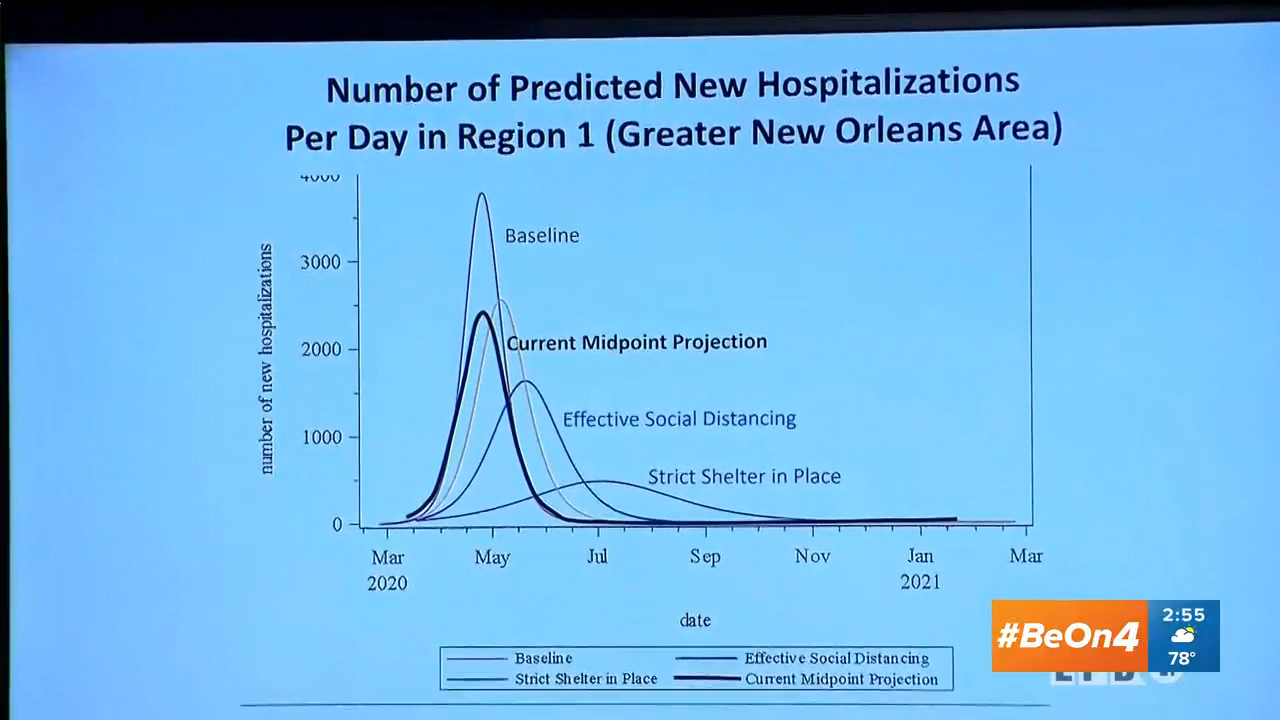 Number of Predicted New Hospitalizations
Per Day in Region 1 (Greater New Orleans Area)
4000
3000
2000
1000
0
number of new hospitalizations
Baseline
Current Midpoint Projection
Effective Social Distancing
Strict Shelter in Place
Mar
2020
May
Jul
Sep
Nov
Jan
2021
Mar
date
Baseline
Effective Social Distancing
Strict Shelter in Place
Current Midpoint Projection
#BeOn4
2:55
78°